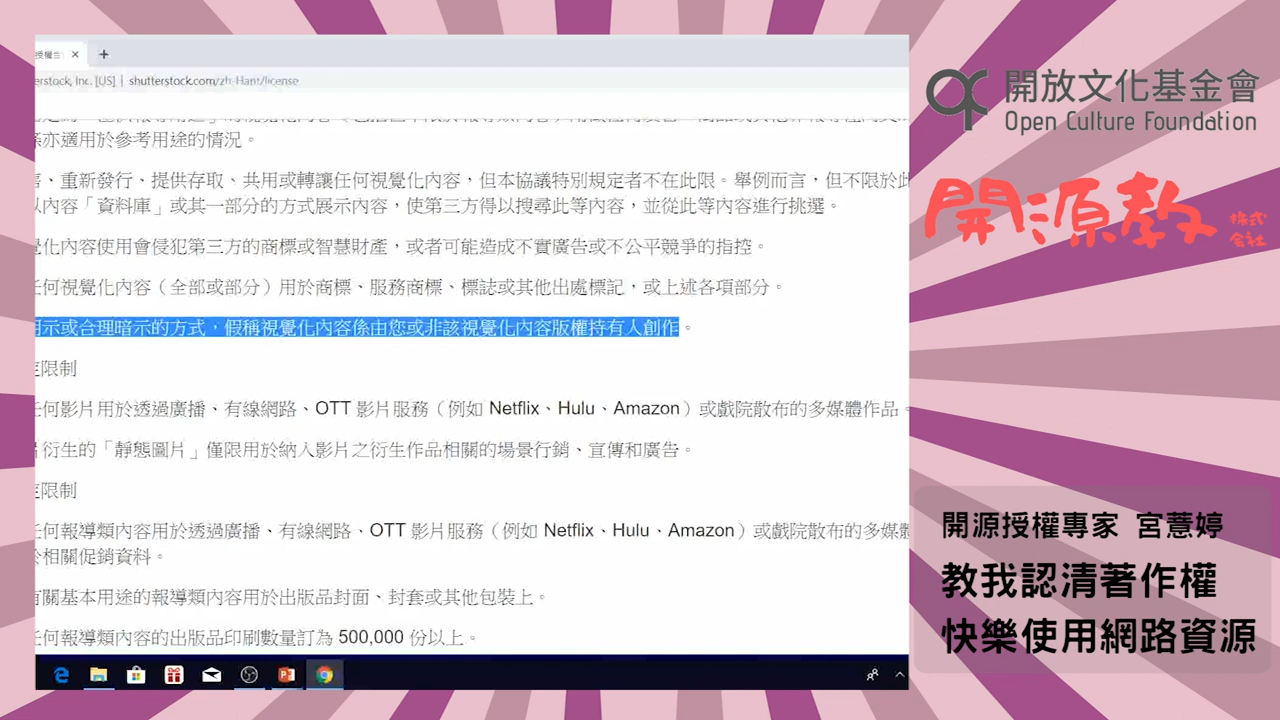 授權合
erstock, Inc. [US] | shutterstock.com/zh-Hant/license
開放文化基金會
Open Culture Foundation
開源教
株式
会社
亦適用於參考用途的情況。
、重新發行、提供存取、共用或轉讓任何視覺化內容，但本協議特別規定者不在此限。舉例而言，但不限於此
以內容「資料庫」或其一部分的方式展示內容，使第三方得以搜尋此等內容，並從此等內容進行挑選。
覺化內容使用會侵犯第三方的商標或智慧財產，或者可能造成不實廣告或不公平競爭的指控。
任何視覺化內容（全部或部分）用於商標、服務商標、標誌或其他出處標記，或上述各項部分。
明示或合理暗示的方式，假稱視覺化內容係由您或非該視覺化內容版權持有人創作。
限制
任何影片用於透過廣播、有線網路、OTT 影片服務（例如 Netflix、Hulu、Amazon）或戲院散布的多媒體作品。
片衍生的「靜態圖片」僅限用於納入影片之衍生作品相關的場景行銷、宣傳和廣告。
限制
任何報導類內容用於透過廣播、有線網路、OTT 影片服務（例如 Netflix、Hulu、Amazon）或戲院散布的多媒體
於相關促銷資料。
有關基本用途的報導類內容用於出版品封面、封套或其他包裝上。
任何報導類內容的出版品印刷數量訂為 500,000 份以上。
開源授權專家 宮薏婷
教我認清著作權
快樂使用網路資源